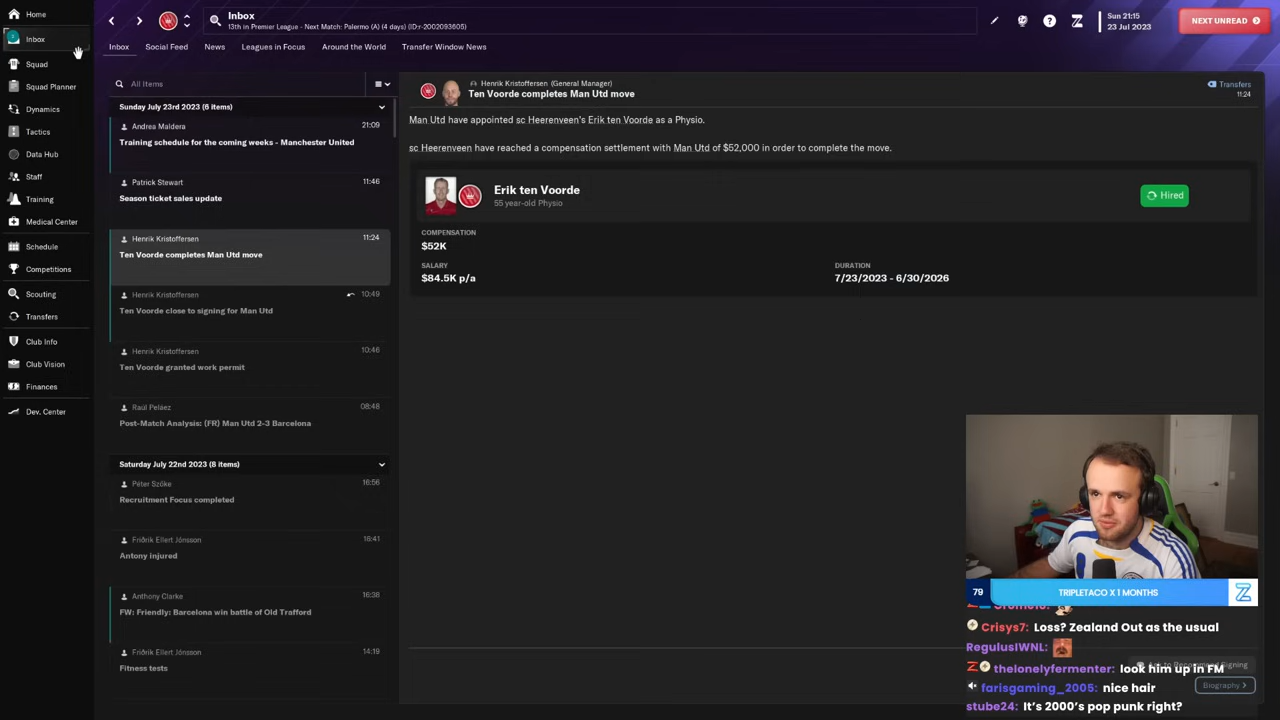 Home
Inbox
Squad
Squad Planner
Dynamics
Tactics
Data Hub
Staff
Training
Medical Center
Schedule
Competitions
Scouting
Transfers
Club Info
Club Vision
Finances
Dev. Center
Inbox
13th in Premier League - Next Match: Palermo (A) (4 days) (ID:r-2002093605)
Sun 21:15
23 Jul 2023
NEXT UNREAD
Inbox
Social Feed
News
Leagues in Focus
Around the World
Transfer Window News
All Items
Sunday July 23rd 2023 (6 items)
Andrea Maldera 21:09
Training schedule for the coming weeks - Manchester United
Patrick Stewart 11:46
Season ticket sales update
Henrik Kristoffersen 11:24
Ten Voorde completes Man Utd move
Henrik Kristoffersen 10:49
Ten Voorde close to signing for Man Utd
Henrik Kristoffersen 10:46
Ten Voorde granted work permit
Raúl Peláez 08:48
Post-Match Analysis: (FR) Man Utd 2-3 Barcelona
Saturday July 22nd 2023 (8 items)
Péter Szőke 16:56
Recruitment Focus completed
Friðrik Ellert Jónsson 16:41
Antony injured
Anthony Clarke 16:38
FW: Friendly: Barcelona win battle of Old Trafford
Friðrik Ellert Jónsson 14:19
Fitness tests
Henrik Kristoffersen (General Manager)
Ten Voorde completes Man Utd move
Transfers
11:24
Man Utd have appointed sc Heerenveen's Erik ten Voorde as a Physio.
sc Heerenveen have reached a compensation settlement with Man Utd of $52,000 in order to complete the move.
Erik ten Voorde
55 year-old Physio
Hired
COMPENSATION
$52K
SALARY
$84.5K p/a
DURATION
7/23/2023 - 6/30/2026
79
TRIPLETACO X 1 MONTHS
Crisys7: Loss? Zealand Out as the usual
RegulusIWNL:
thelonelyfermenter: look him up in FM
farisgaming_2005: nice hair
Biography
stube24: It's 2000's pop punk right?